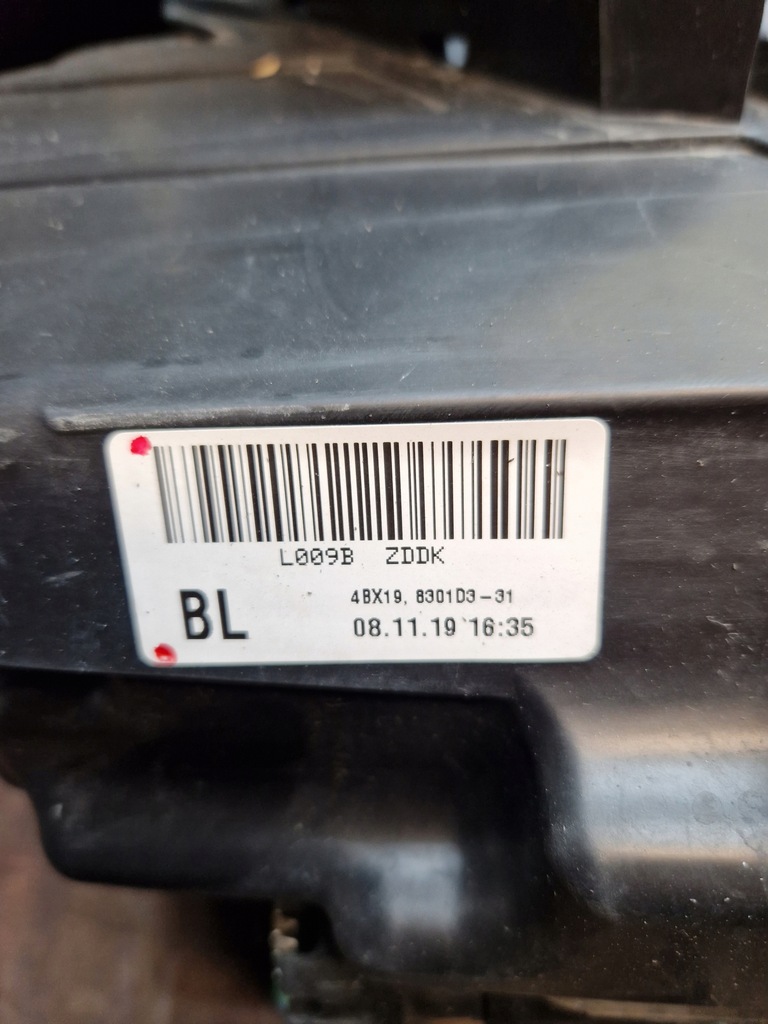 L009B ZDDK
BL
4BX19, 8301D3-31
08.11.19 16:35